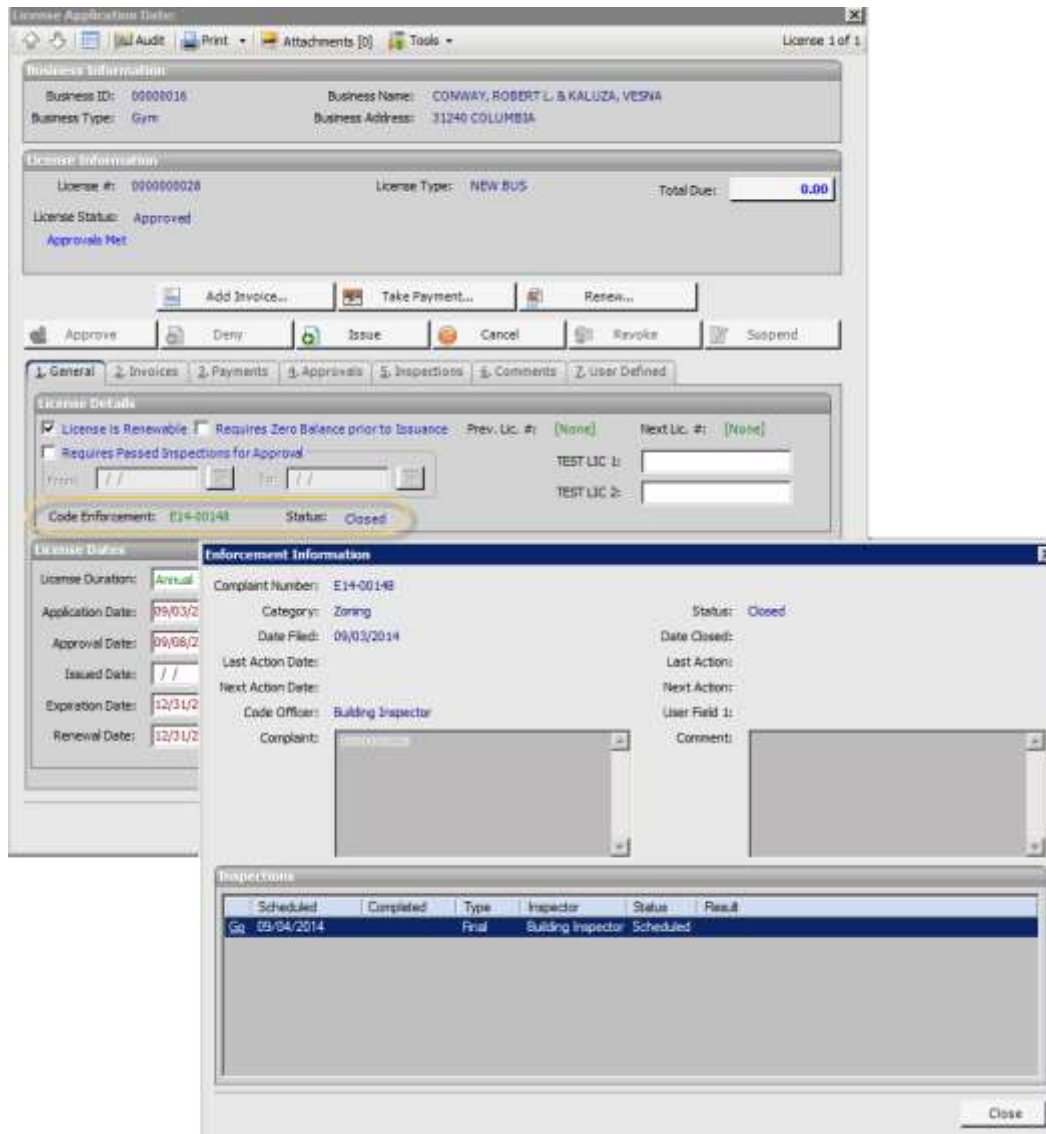 License Application Data:
Audit Print Attachments [0] Tools License 1 of 1
Business Information
Business ID: 00000016 Business Name: CONWAY, ROBERT L. & KALUZA, VESNA
Business Type: Gym Business Address: 31240 COLUMBIA
License Information
License #: 0000000028 License Type: NEW BUS Total Due: 0.00
License Status: Approved
Approvals Met
Add Invoice... Take Payment... Renew...
Approve Deny Issue Cancel Revoke Suspend
1. General 2. Invoices 3. Payments 4. Approvals 5. Inspections 6. Comments 7. User Defined
License Details
License is Renewable Requires Zero Balance prior to Issuance Prev. Lic. #: [None] Next Lic. #: [None]
Requires Passed Inspections for Approval
TEST LIC 1:
From: / / To: / /
TEST LIC 2:
Code Enforcement: E14-00148 Status: Closed
License Dates
License Duration: Annual
Application Date: 09/03/2
Approval Date: 09/08/2
Issued Date: / /
Expiration Date: 12/31/2
Renewal Date: 12/31/2
Enforcement Information
Complaint Number: E14-00148
Category: Zoning Status: Closed
Date Filed: 09/03/2014 Date Closed:
Last Action Date: Last Action:
Next Action Date: Next Action:
Code Officer: Building Inspector User Field 1:
Complaint: Comment:
Inspections
Scheduled Completed Type Inspector Status Result
Go 09/04/2014 Final Building Inspector Scheduled
Close